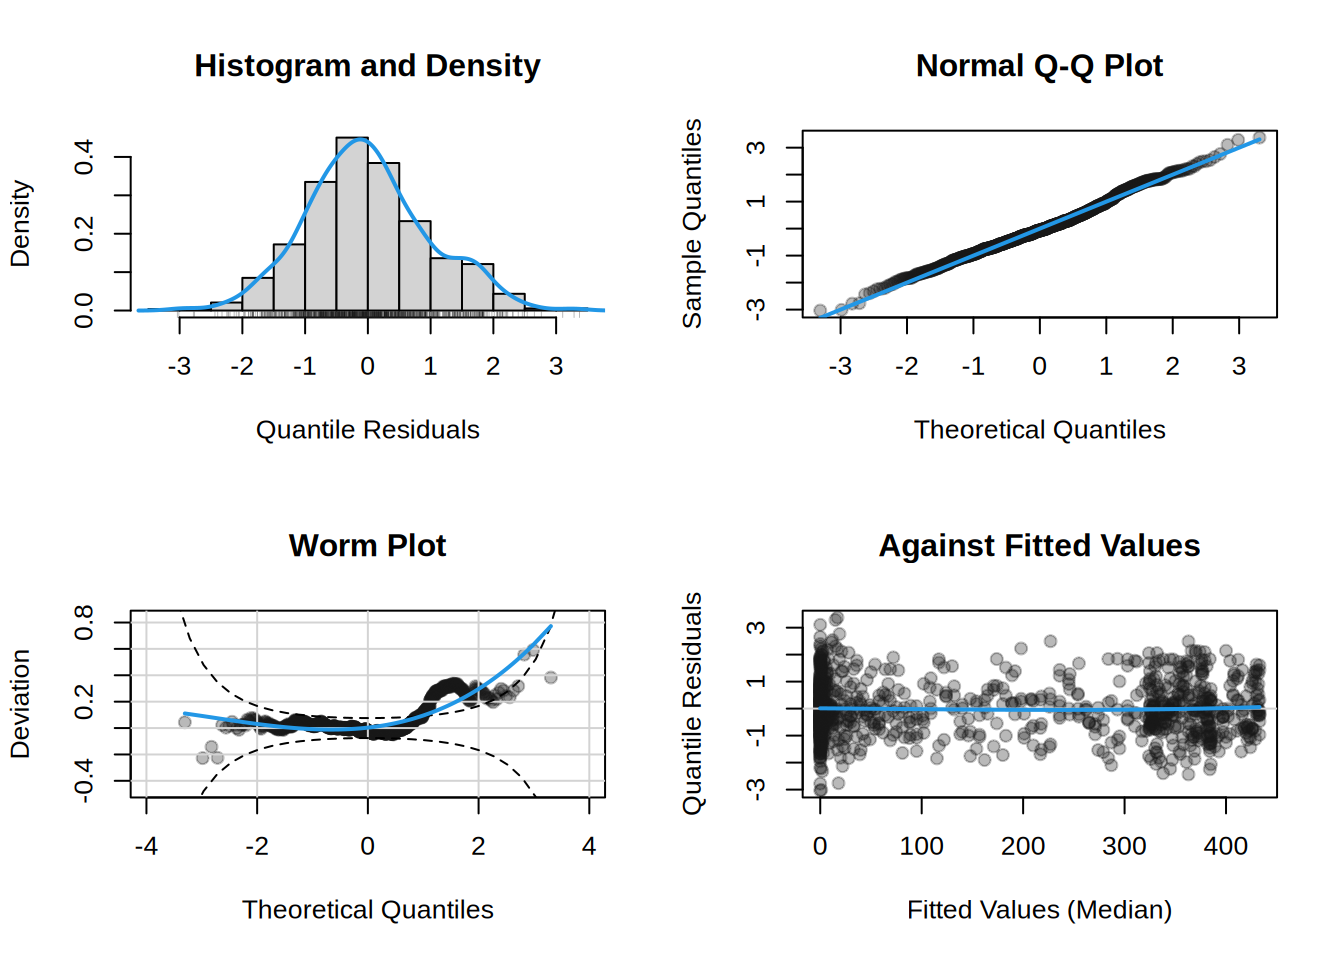 Histogram and Density
Density
0.0 0.2 0.4
-3 -2 -1 0 1 2 3
Quantile Residuals
Normal Q-Q Plot
Sample Quantiles
-3 -1 1 3
-3 -2 -1 0 1 2 3
Theoretical Quantiles
Worm Plot
Deviation
-0.4 0.2 0.8
-4 -2 0 2 4
Theoretical Quantiles
Against Fitted Values
Quantile Residuals
-3 -1 1 3
0 100 200 300 400
Fitted Values (Median)